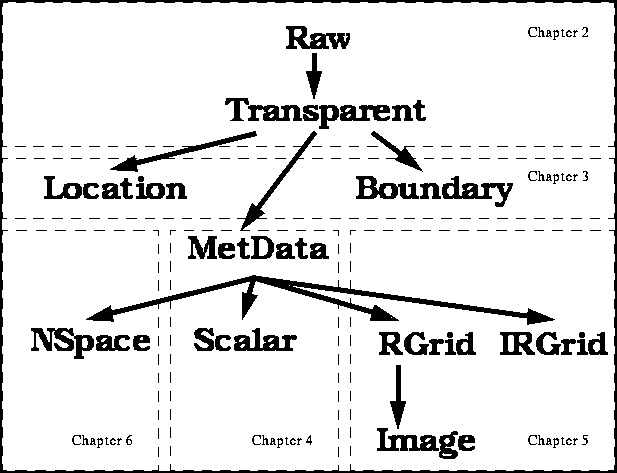 Raw
Chapter 2
Transparent
Location
Boundary
Chapter 3
MetData
NSpace
Scalar
RGrid
IRGrid
Image
Chapter 6
Chapter 4
Chapter 5